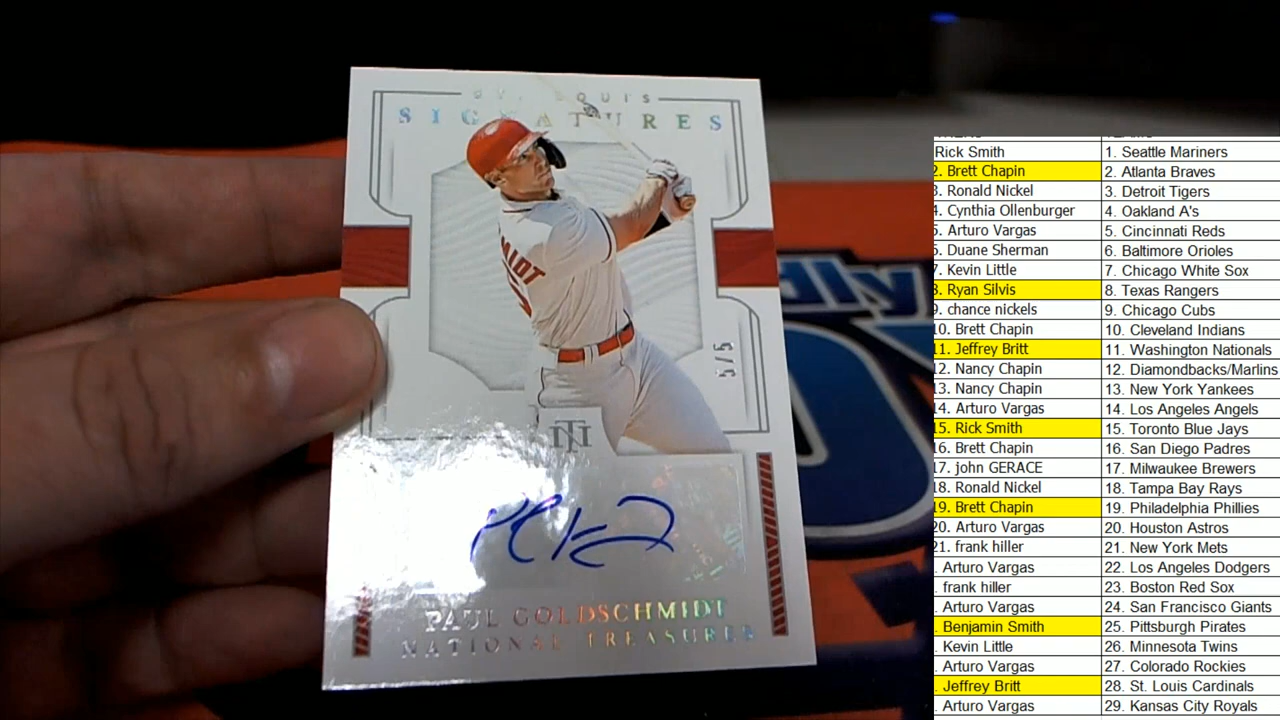 ST. LOUIS
SIGNATURES
5/5
PAUL GOLDSCHMIDT
NATIONAL TREASURES
Rick Smith 1. Seattle Mariners
2. Brett Chapin 2. Atlanta Braves
3. Ronald Nickel 3. Detroit Tigers
4. Cynthia Ollenburger 4. Oakland A's
5. Arturo Vargas 5. Cincinnati Reds
6. Duane Sherman 6. Baltimore Orioles
7. Kevin Little 7. Chicago White Sox
8. Ryan Silvis 8. Texas Rangers
9. chance nickels 9. Chicago Cubs
10. Brett Chapin 10. Cleveland Indians
11. Jeffrey Britt 11. Washington Nationals
12. Nancy Chapin 12. Diamondbacks/Marlins
13. Nancy Chapin 13. New York Yankees
14. Arturo Vargas 14. Los Angeles Angels
15. Rick Smith 15. Toronto Blue Jays
16. Brett Chapin 16. San Diego Padres
17. john GERACE 17. Milwaukee Brewers
18. Ronald Nickel 18. Tampa Bay Rays
19. Brett Chapin 19. Philadelphia Phillies
20. Arturo Vargas 20. Houston Astros
21. frank hiller 21. New York Mets
. Arturo Vargas 22. Los Angeles Dodgers
. frank hiller 23. Boston Red Sox
. Arturo Vargas 24. San Francisco Giants
. Benjamin Smith 25. Pittsburgh Pirates
. Kevin Little 26. Minnesota Twins
. Arturo Vargas 27. Colorado Rockies
. Jeffrey Britt 28. St. Louis Cardinals
. Arturo Vargas 29. Kansas City Royals